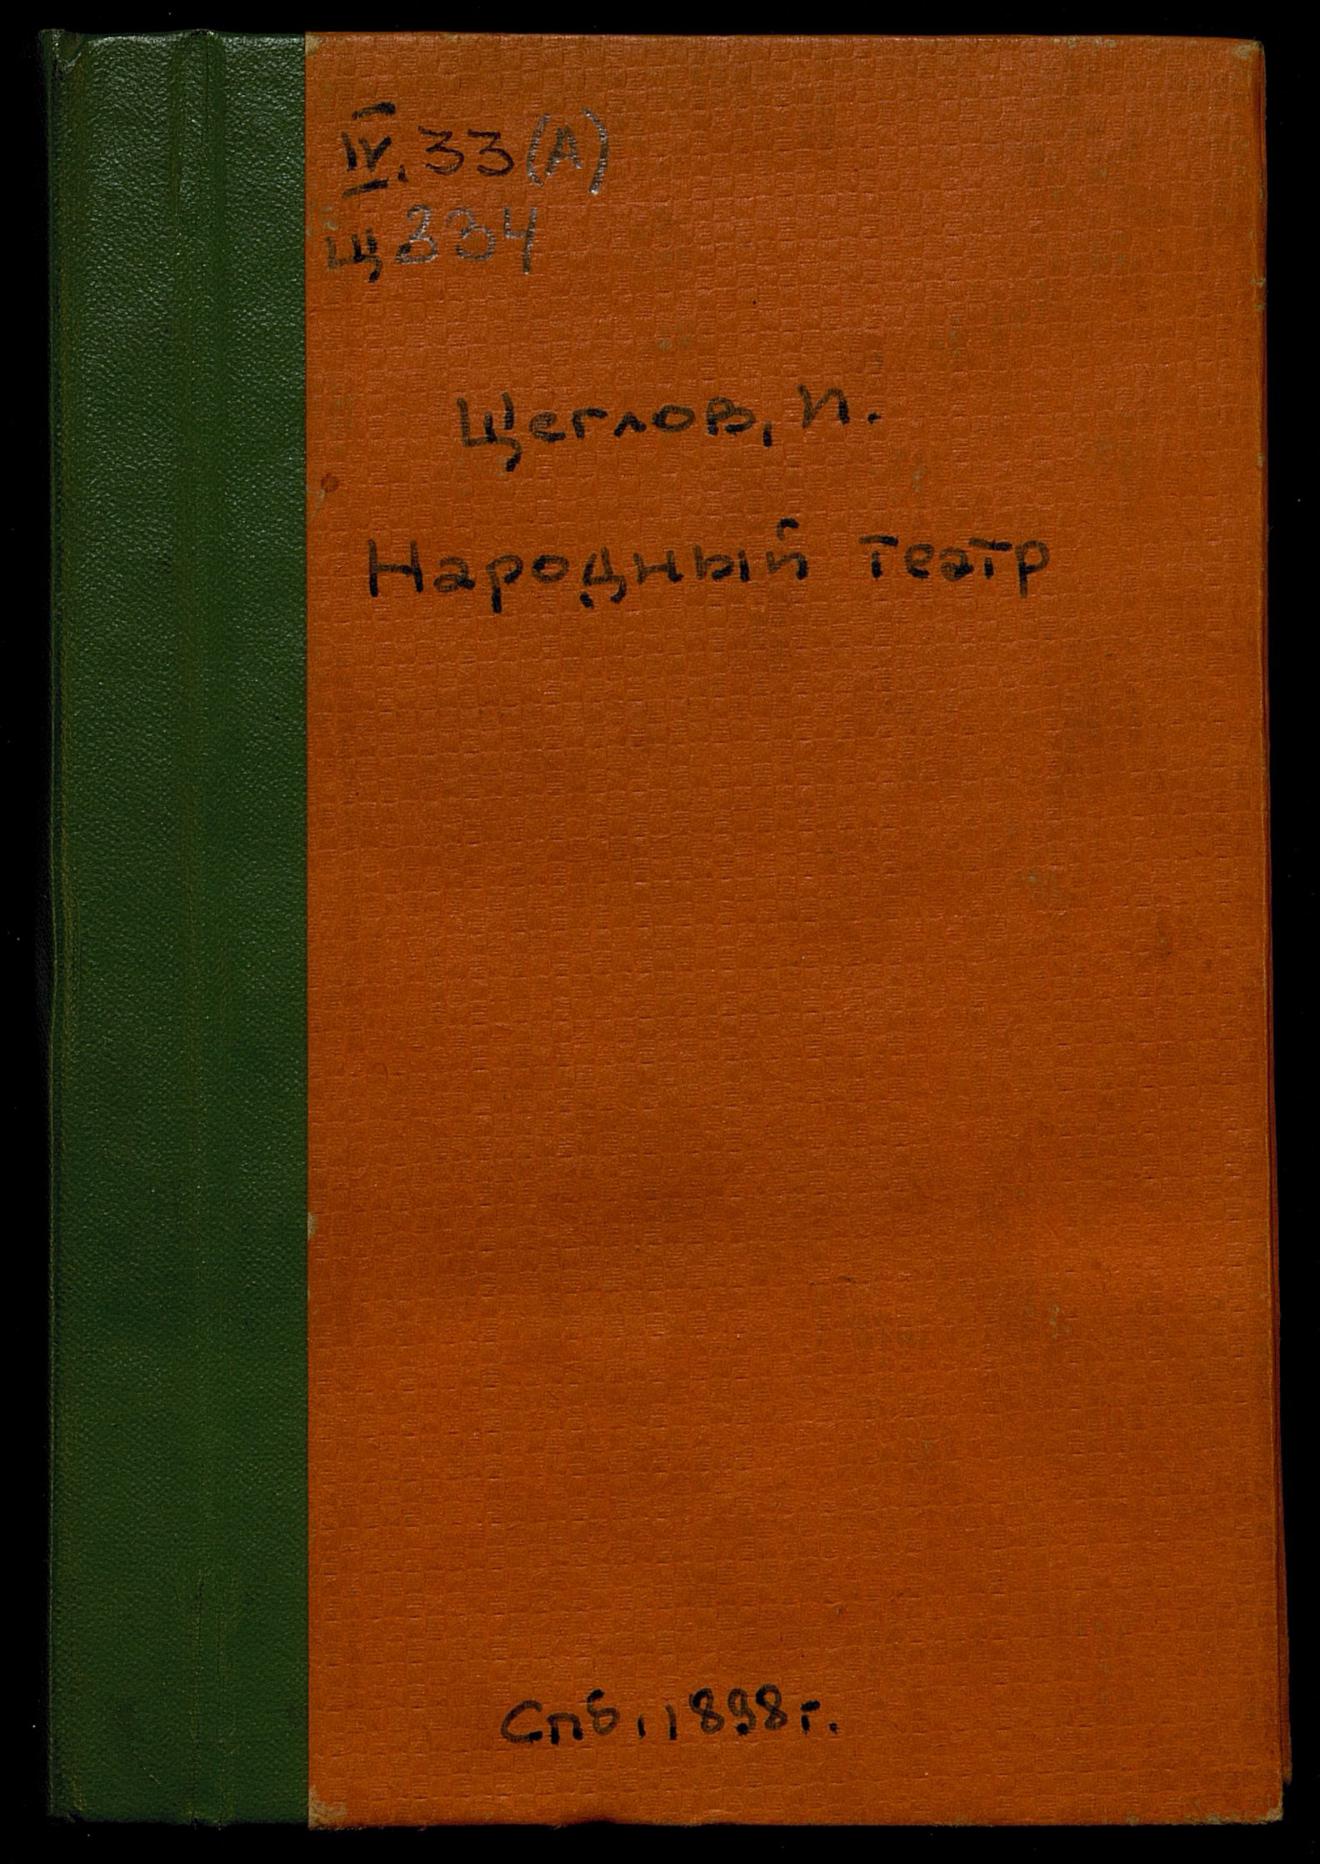 IV.33(А)
Щ334
Щеглов, И.
Народный театр
Спб, 1898г.